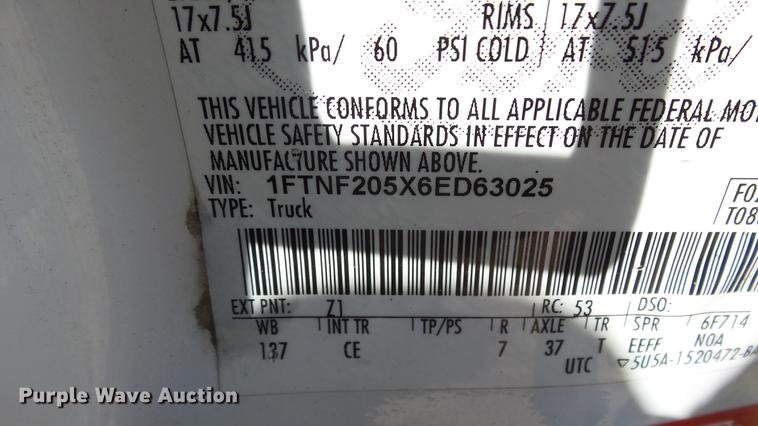 17x7.5J RIMS 17x7.5J
AT 415 kPa/ 60 PSI COLD AT 515 kPa/
THIS VEHICLE CONFORMS TO ALL APPLICABLE FEDERAL MOT
VEHICLE SAFETY STANDARDS IN EFFECT ON THE DATE OF
MANUFACTURE SHOWN ABOVE.
VIN: 1FTNF205X6ED63025
TYPE: Truck
T08
EXT PNT: Z1 RC: 53 DSO:
WB INT TR TP/PS R AXLE TR SPR 6F714
137 CE 7 37 T EEFF NOA
UTC ▽5U5A-1520472-BA
Purple Wave Auction